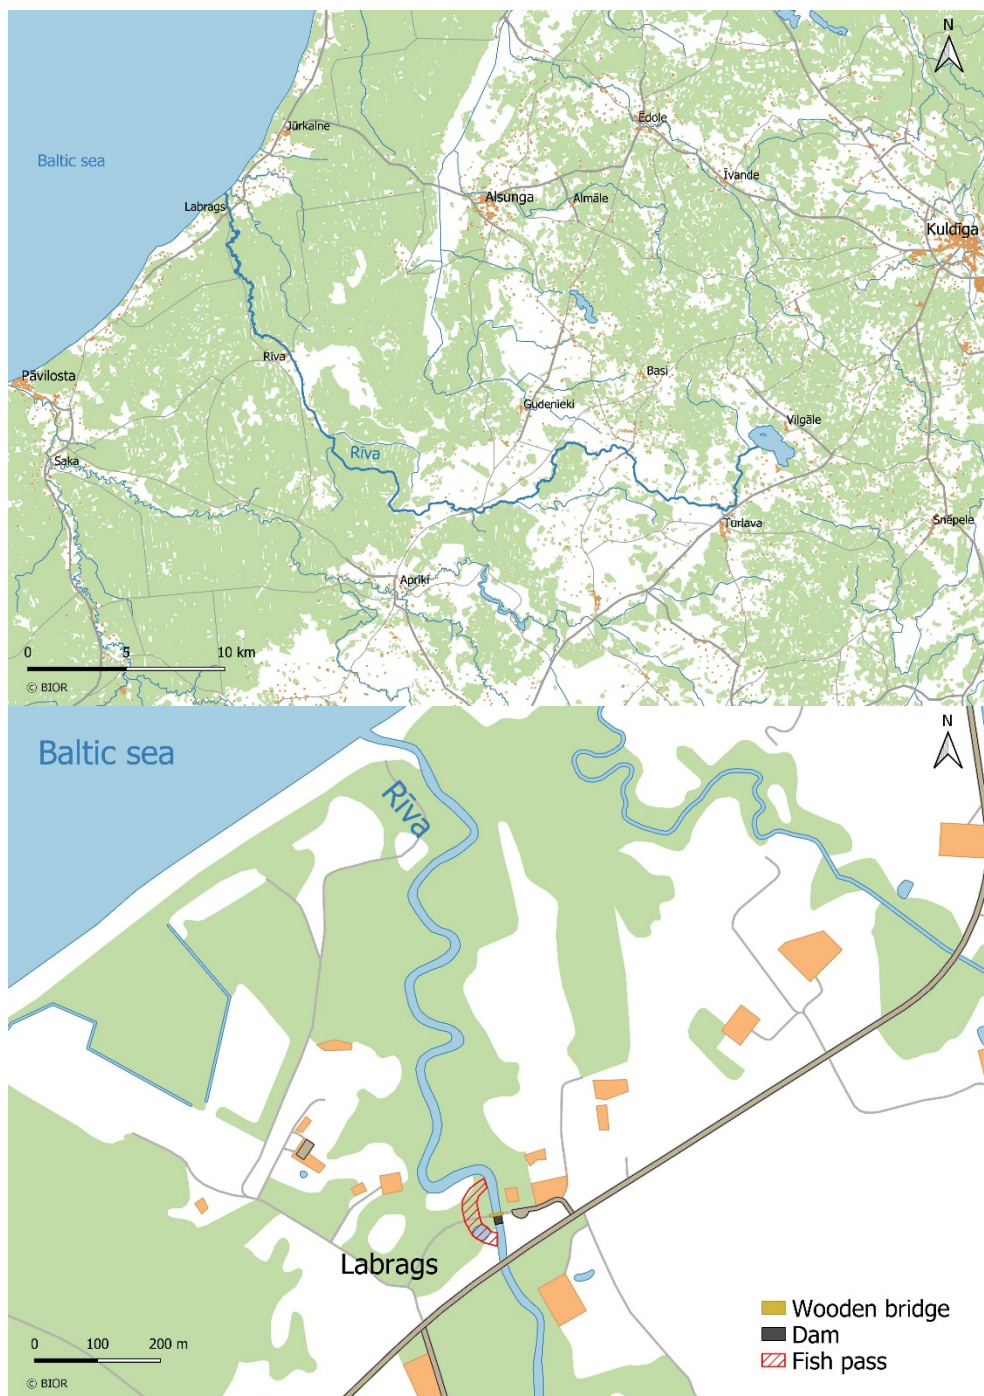 N
Ēdole
Jūrkalne
Baltic sea
Īvande
Alsunga
Almāle
Labrags
Kuldīga
Rīva
Basi
Pāvilosta
Gudenieki
Vilgāle
Rīva
Saka
Turlava
Snēpele
Apriķi
0 5 10 km
© BIOR
N
Baltic sea
Rīva
Labrags
Wooden bridge
Dam
Fish pass
0 100 200 m
© BIOR